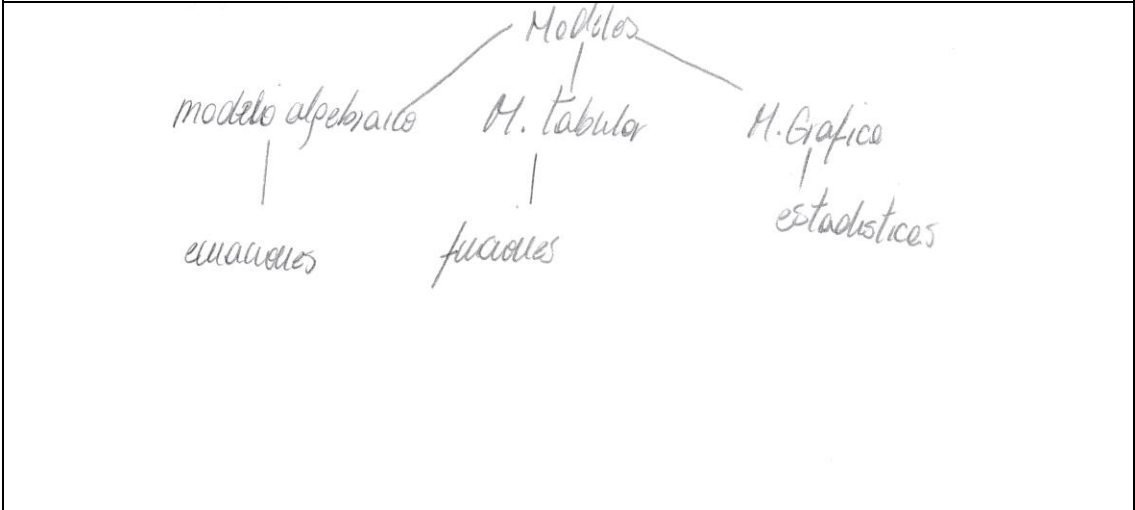 Modelos
modelo algebraico M. tabular M. Grafica
ecuaciones funciones estadisticas